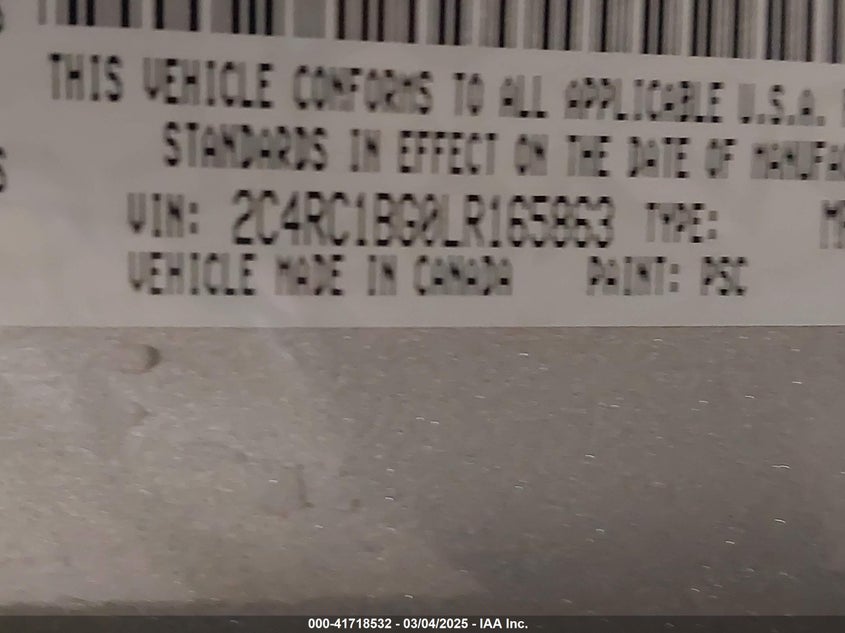 THIS VEHICLE CONFORMS TO ALL APPLICABLE U.S.A.
STANDARDS IN EFFECT ON THE DATE OF
VIN: 2C4RC1BG0LR165863 TYPE:
VEHICLE MADE IN CANADA PAINT: PSC
000-41718532 - 03/04/2025 - IAA Inc.